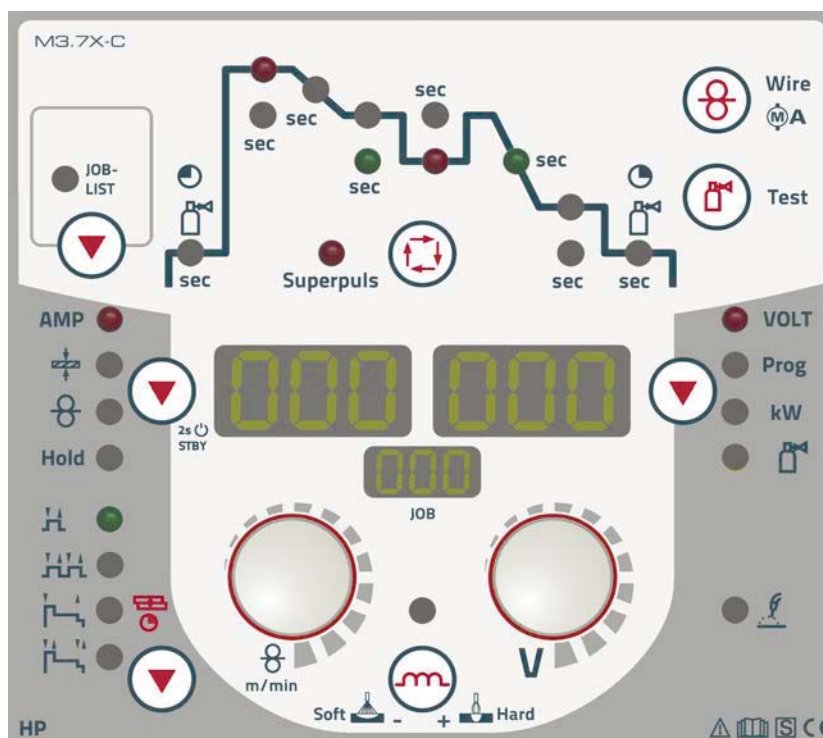 M3.7X-C
JOB-
LIST
sec
sec
sec
sec
sec
sec
sec
sec
Superpuls
Wire
M A
Test
AMP
Hold
2s
STBY
000
000
000
JOB
VOLT
Prog
kW
m/min
V
Soft
-
+
Hard
HP
S CE